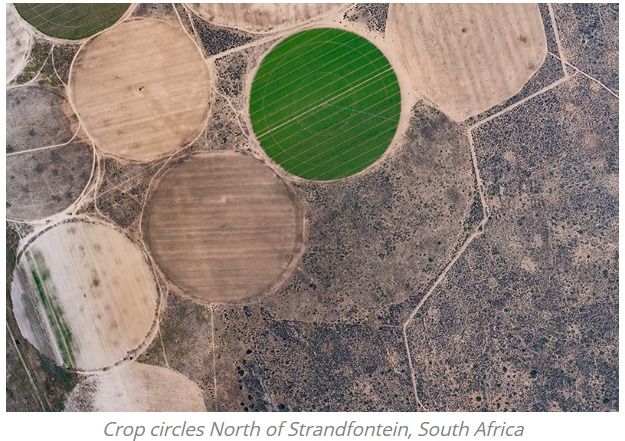 Crop circles North of Strandfontein, South Africa